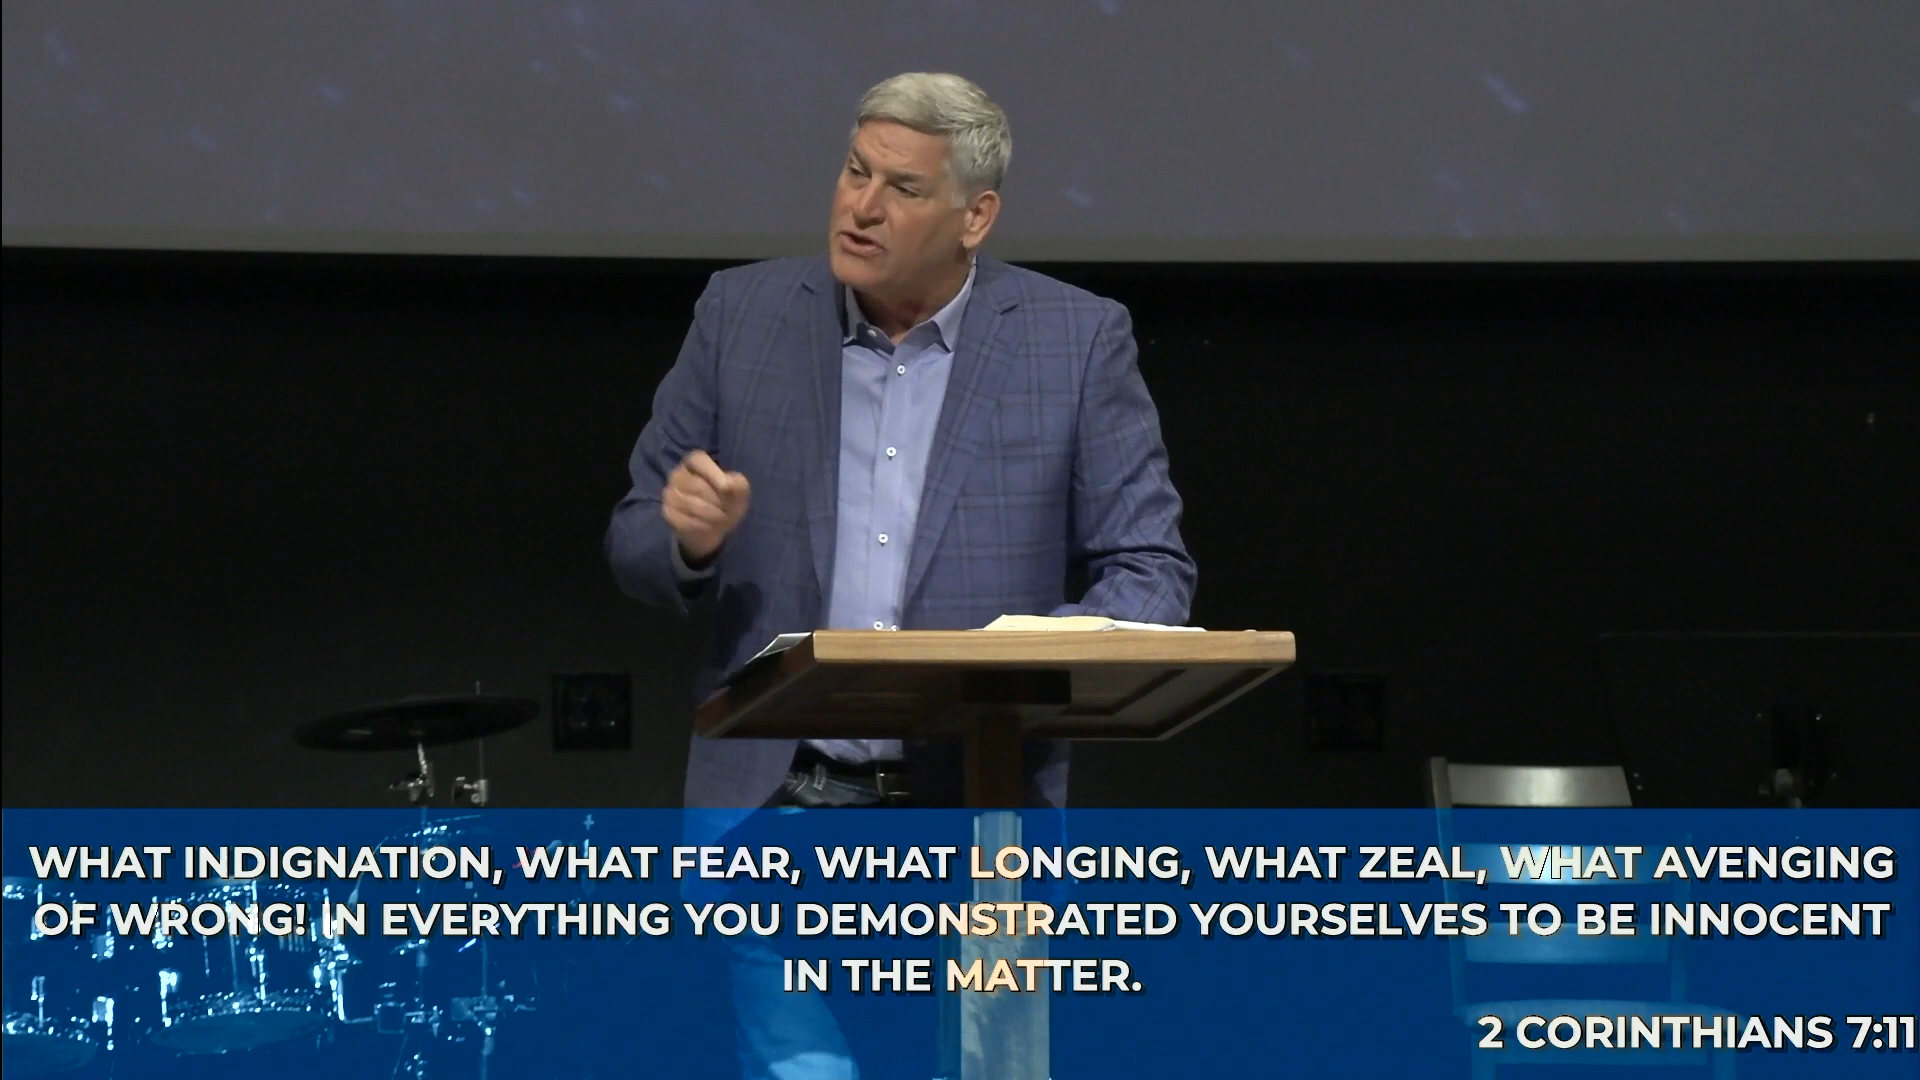 WHAT INDIGNATION, WHAT FEAR, WHAT LONGING, WHAT ZEAL, WHAT AVENGING
OF WRONG! IN EVERYTHING YOU DEMONSTRATED YOURSELVES TO BE INNOCENT
IN THE MATTER.
2 CORINTHIANS 7:11